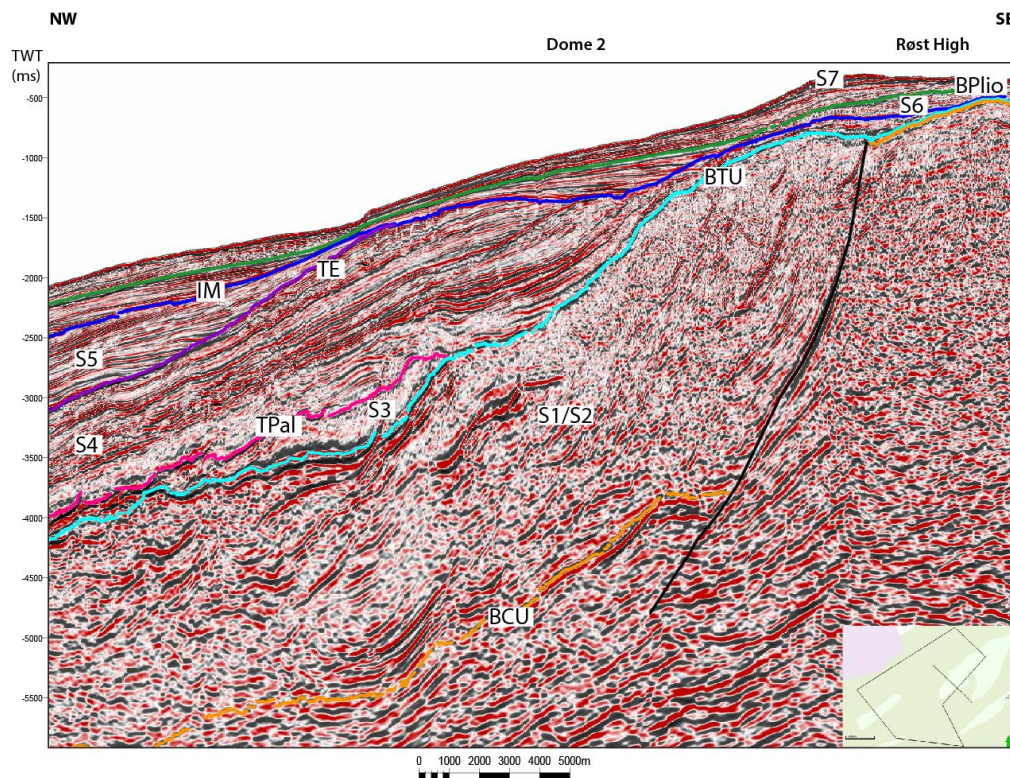 NW
SE
Dome 2
Røst High
TWT
(ms)
S7
BPlio
-500
S6
-1000
BTU
-1500
TE
-2000
IM
-2500
S5
-3000
S3
S1/S2
TPal
S4
-3500
-4000
-4500
BCU
-5000
-5500
0 1000 2000 3000 4000 5000m